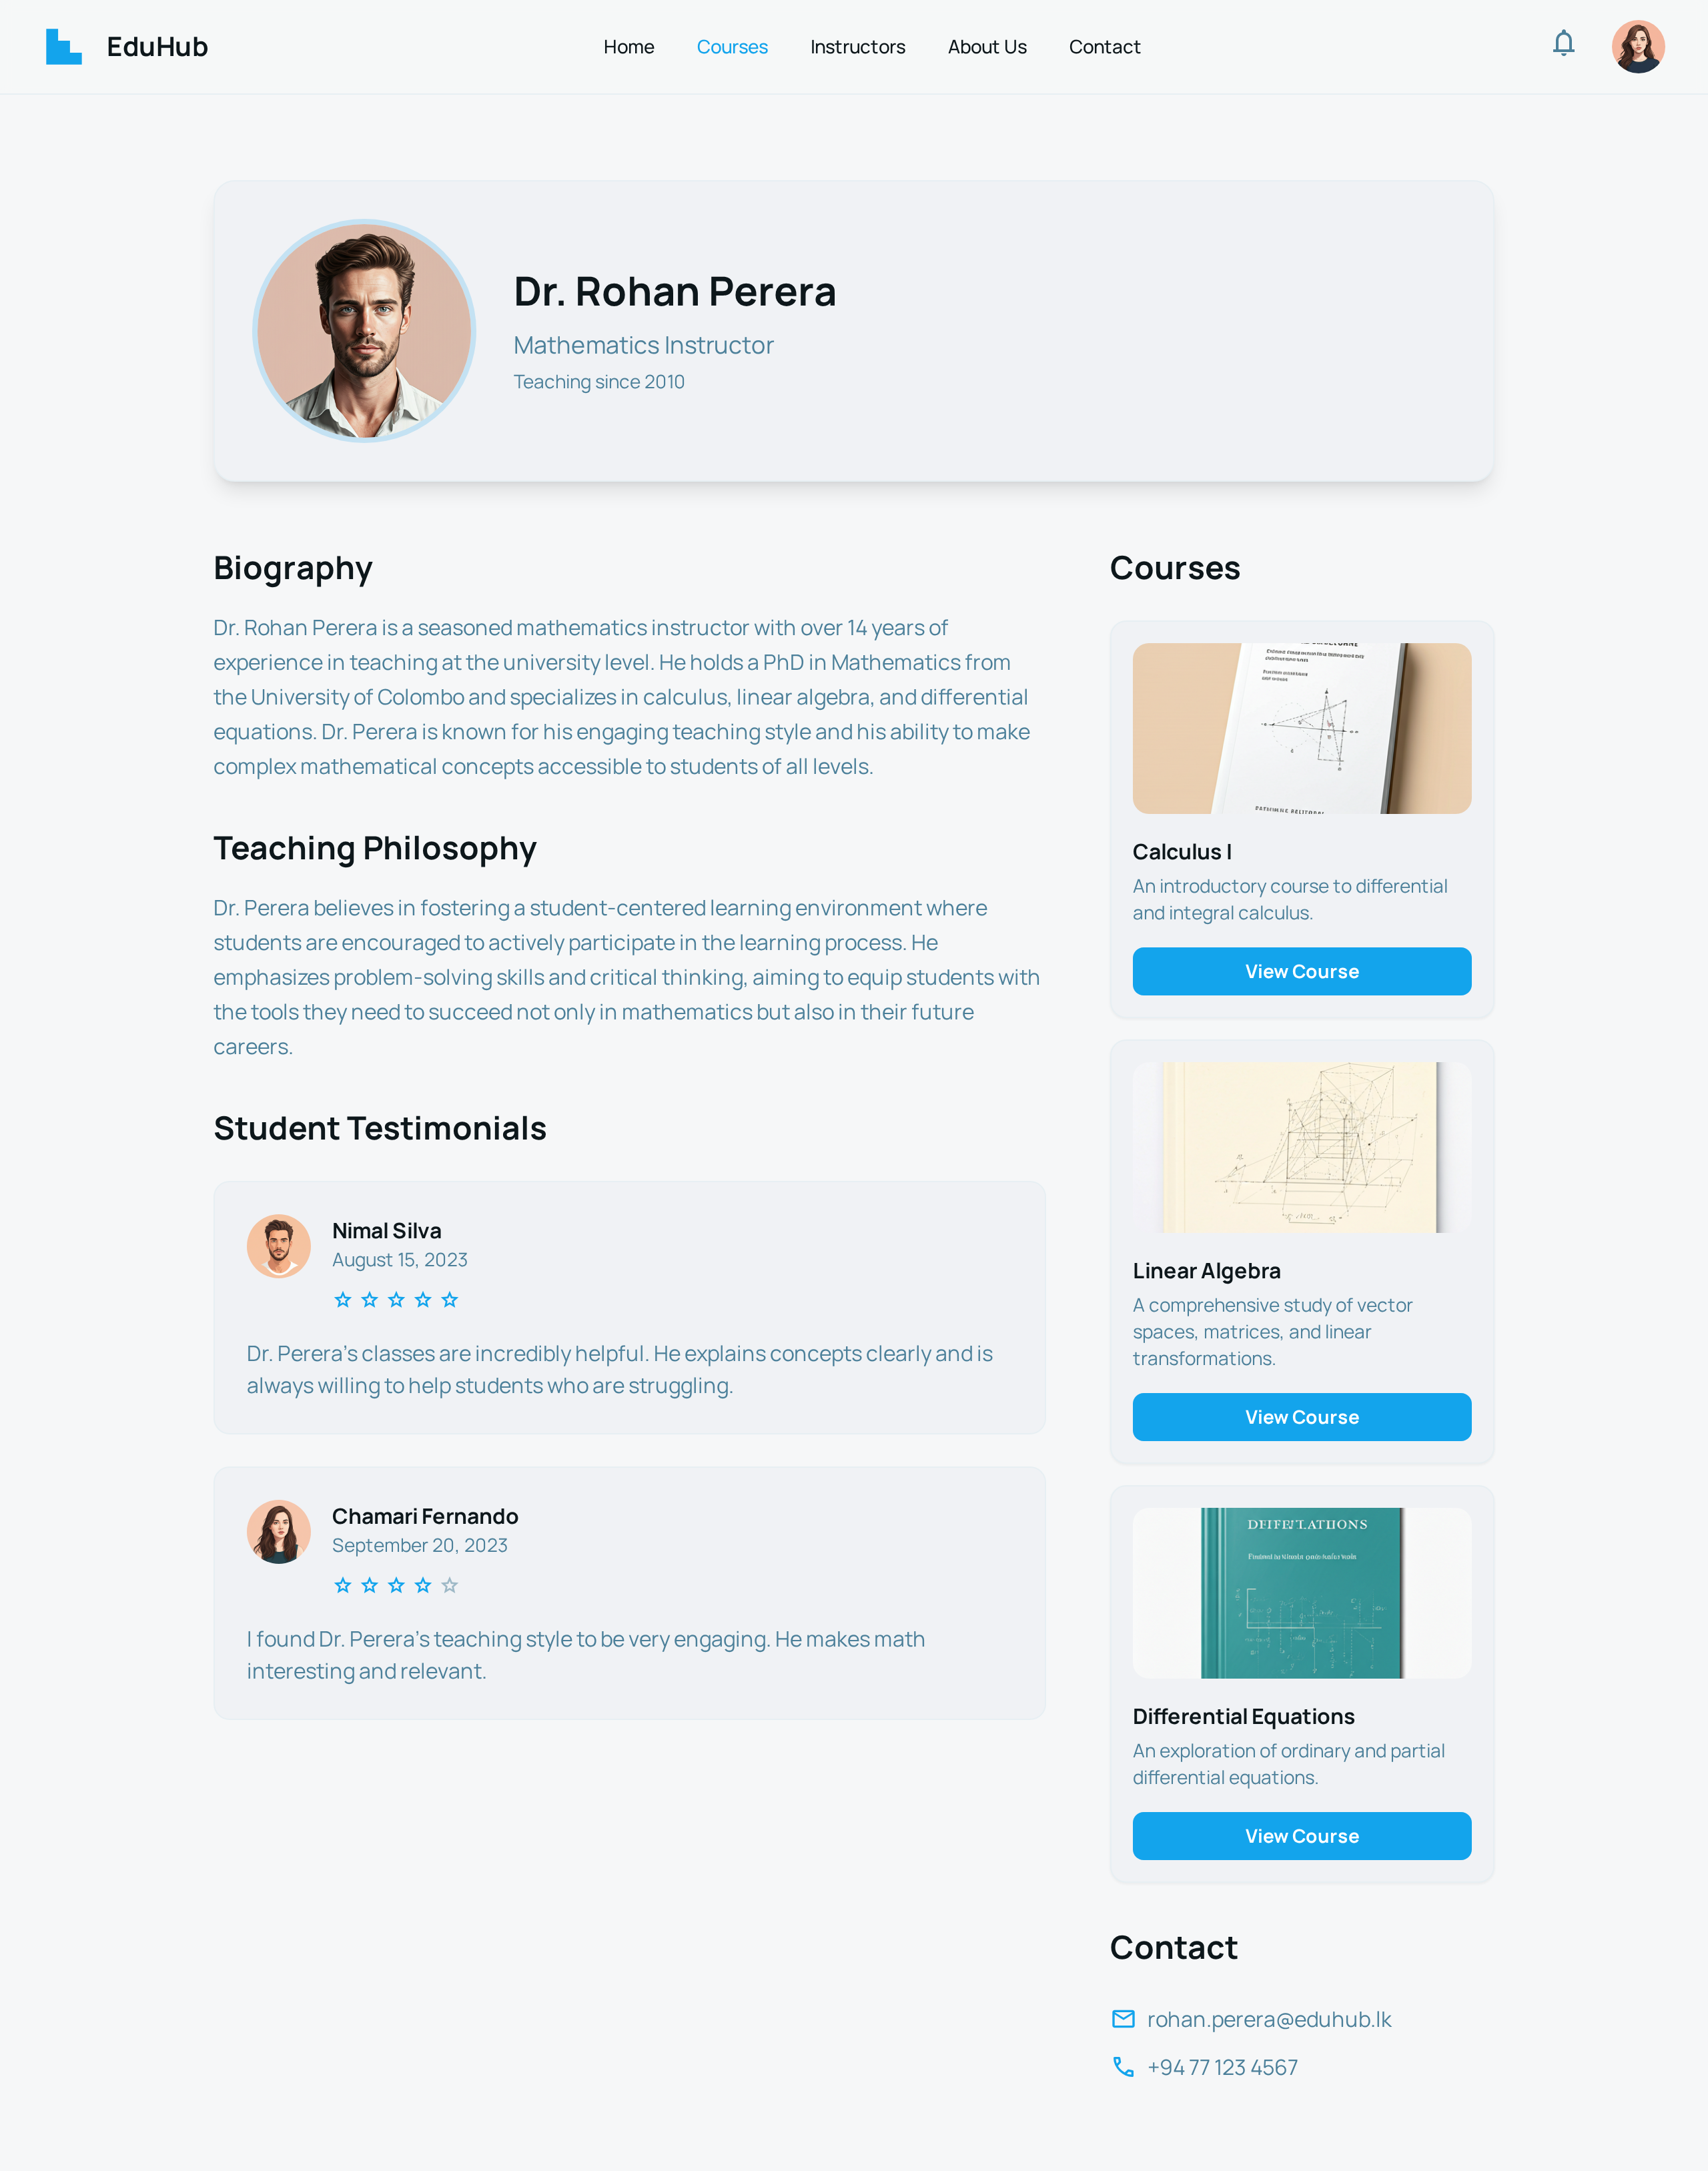 EduHub
Home
Courses
Instructors
About Us
Contact
Dr. Rohan Perera
Mathematics Instructor
Teaching since 2010
Biography
Dr. Rohan Perera is a seasoned mathematics instructor with over 14 years of
experience in teaching at the university level. He holds a PhD in Mathematics from
the University of Colombo and specializes in calculus, linear algebra, and differential
equations. Dr. Perera is known for his engaging teaching style and his ability to make
complex mathematical concepts accessible to students of all levels.
Teaching Philosophy
Dr. Perera believes in fostering a student-centered learning environment where
students are encouraged to actively participate in the learning process. He
emphasizes problem-solving skills and critical thinking, aiming to equip students with
the tools they need to succeed not only in mathematics but also in their future
careers.
Student Testimonials
Nimal Silva
August 15, 2023
Dr. Perera's classes are incredibly helpful. He explains concepts clearly and is
always willing to help students who are struggling.
Chamari Fernando
September 20, 2023
I found Dr. Perera's teaching style to be very engaging. He makes math
interesting and relevant.
Courses
Calculus I
An introductory course to differential
and integral calculus.
View Course
Linear Algebra
A comprehensive study of vector
spaces, matrices, and linear
transformations.
View Course
Differential Equations
An exploration of ordinary and partial
differential equations.
View Course
Contact
rohan.perera@eduhub.lk
+94 77 123 4567